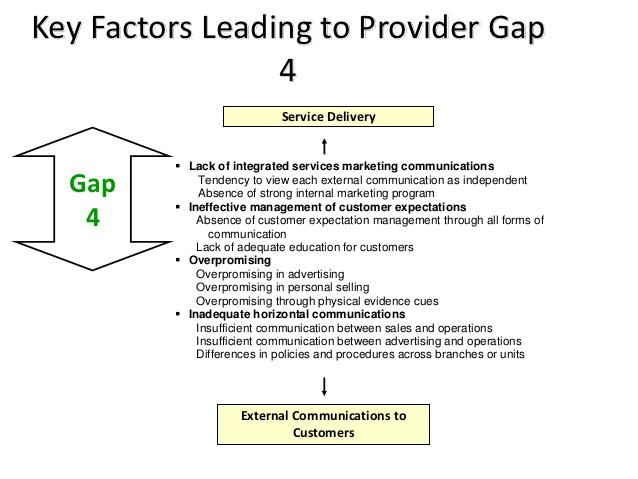 Key Factors Leading to Provider Gap
4
Service Delivery
Gap
4
▪ Lack of integrated services marketing communications
Tendency to view each external communication as independent
Absence of strong internal marketing program
▪ Ineffective management of customer expectations
Absence of customer expectation management through all forms of
communication
Lack of adequate education for customers
▪ Overpromising
Overpromising in advertising
Overpromising in personal selling
Overpromising through physical evidence cues
▪ Inadequate horizontal communications
Insufficient communication between sales and operations
Insufficient communication between advertising and operations
Differences in policies and procedures across branches or units
External Communications to
Customers